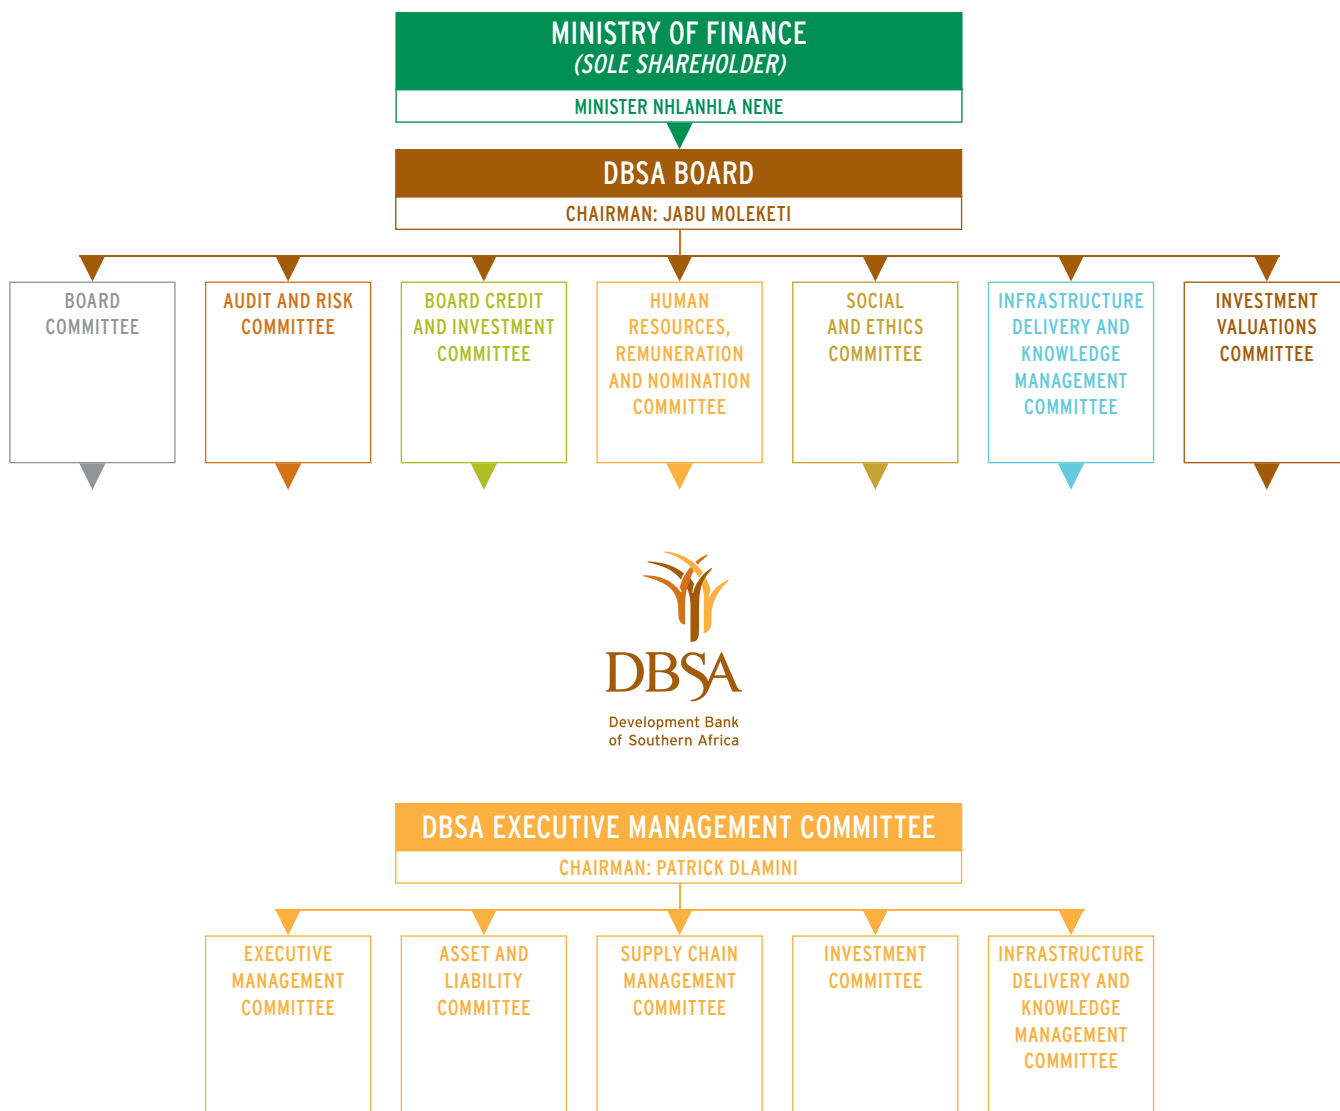 MINISTRY OF FINANCE
(SOLE SHAREHOLDER)
MINISTER NHLANHLA NENE
DBSA BOARD
CHAIRMAN: JABU MOLEKETI
BOARD
COMMITTEE
AUDIT AND RISK
COMMITTEE
BOARD CREDIT
AND INVESTMENT
COMMITTEE
HUMAN
RESOURCES,
REMUNERATION
AND NOMINATION
COMMITTEE
SOCIAL
AND ETHICS
COMMITTEE
INFRASTRUCTURE
DELIVERY AND
KNOWLEDGE
MANAGEMENT
COMMITTEE
INVESTMENT
VALUATIONS
COMMITTEE
DBSA
Development Bank
of Southern Africa
DBSA EXECUTIVE MANAGEMENT COMMITTEE
CHAIRMAN: PATRICK DLAMINI
EXECUTIVE
MANAGEMENT
COMMITTEE
ASSET AND
LIABILITY
COMMITTEE
SUPPLY CHAIN
MANAGEMENT
COMMITTEE
INVESTMENT
COMMITTEE
INFRASTRUCTURE
DELIVERY AND
KNOWLEDGE
MANAGEMENT
COMMITTEE